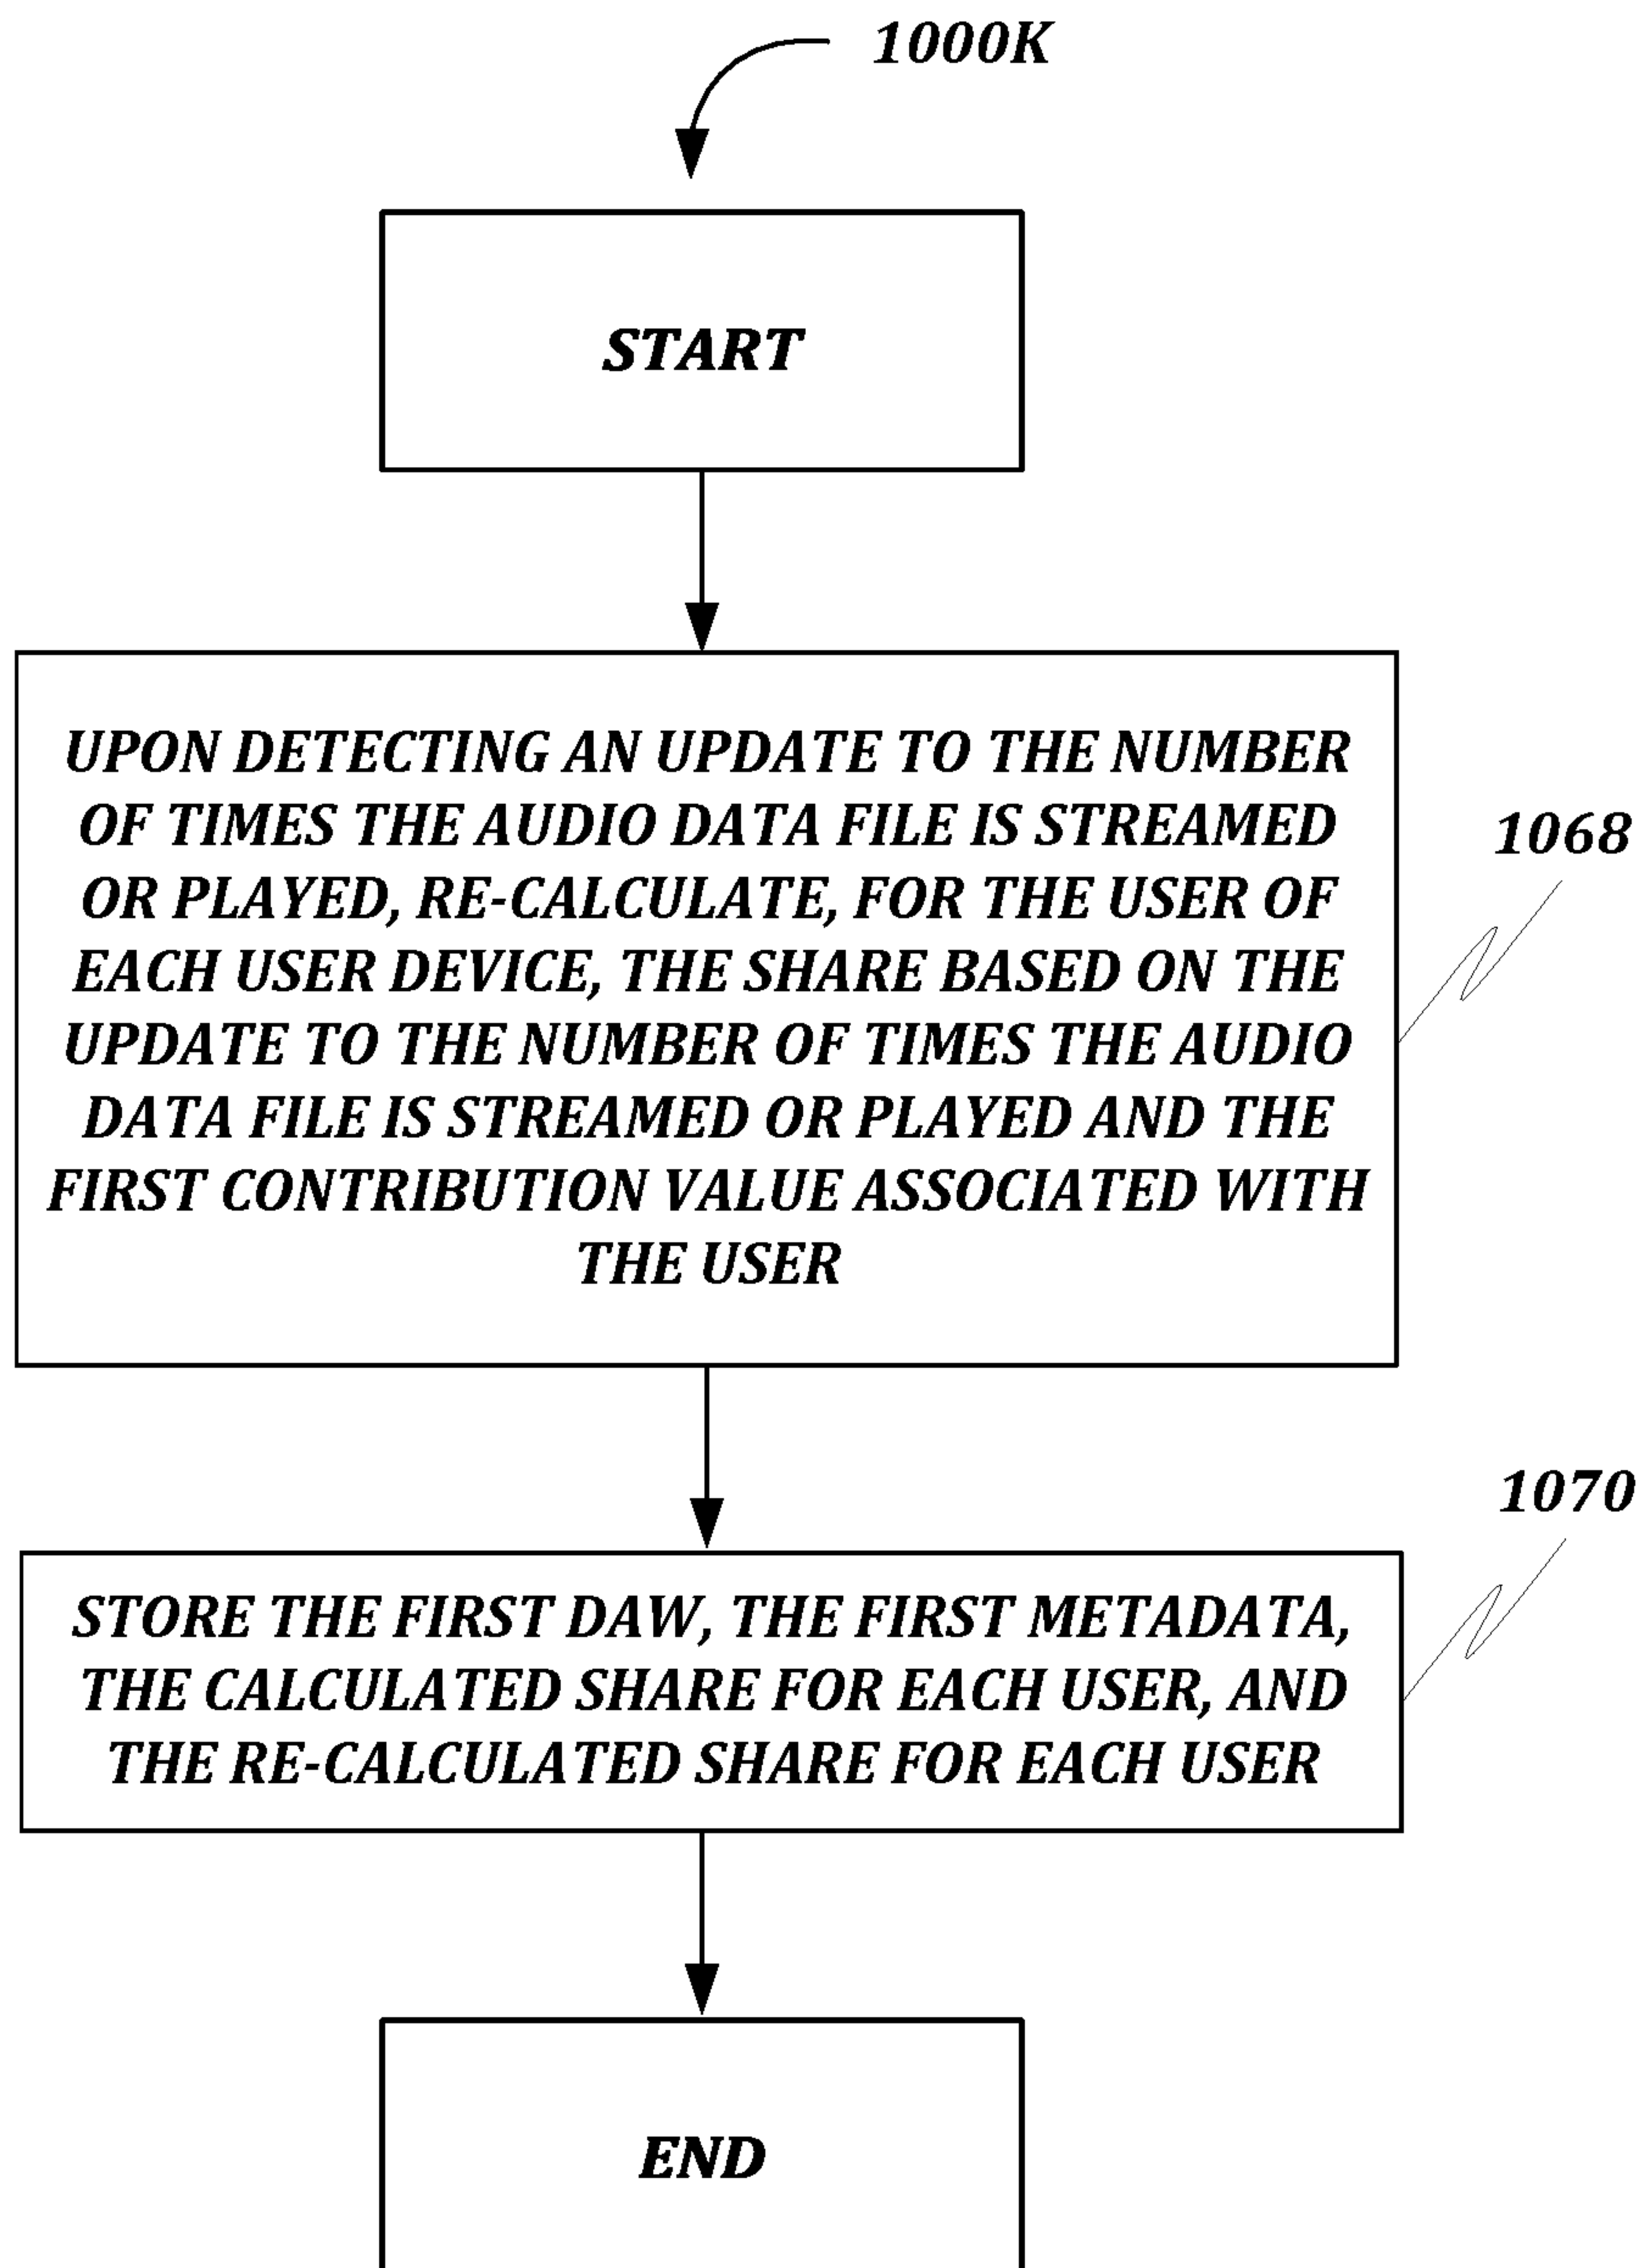 1000K
START
UPON DETECTING AN UPDATE TO THE NUMBER
OF TIMES THE AUDIO DATA FILE IS STREAMED
OR PLAYED, RE-CALCULATE, FOR THE USER OF
EACH USER DEVICE, THE SHARE BASED ON THE
UPDATE TO THE NUMBER OF TIMES THE AUDIO
DATA FILE IS STREAMED OR PLAYED AND THE
FIRST CONTRIBUTION VALUE ASSOCIATED WITH
THE USER
1068
STORE THE FIRST DAW, THE FIRST METADATA,
THE CALCULATED SHARE FOR EACH USER, AND
THE RE-CALCULATED SHARE FOR EACH USER
1070
END